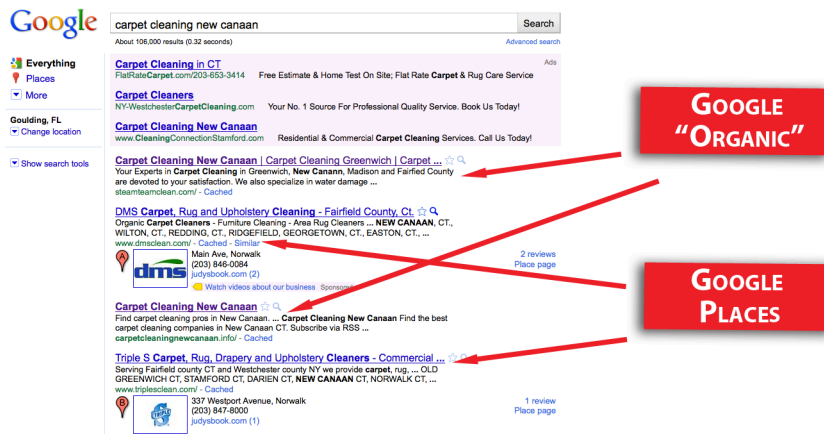 Google
carpet cleaning new canaan
Search
About 106,000 results (0.32 seconds)
Advanced search
Everything
Places
More
Goulding, FL
Change location
Show search tools
Carpet Cleaning in CT
Ads
FlatRateCarpet.com/203-653-3414 Free Estimate & Home Test On Site; Flat Rate Carpet & Rug Care Service
Carpet Cleaners
NY-WestchesterCarpetCleaning.com Your No. 1 Source For Professional Quality Service. Book Us Today!
Carpet Cleaning New Canaan
www.CleaningConnectionStamford.com Residential & Commercial Carpet Cleaning Services. Call Us Today!
Carpet Cleaning New Canaan | Carpet Cleaning Greenwich | Carpet ...
Your Experts in Carpet Cleaning in Greenwich, New Canann, Madison and Fairfied County
are devoted to your satisfaction. We also specialize in water damage ...
steamteamclean.com/ - Cached
DMS Carpet, Rug and Upholstery Cleaning - Fairfield County, Ct.
Organic Carpet Cleaners - Furniture Cleaning - Area Rug Cleaners ... NEW CANAAN, CT.,
WILTON, CT., REDDING, CT., RIDGEFIELD, GEORGETOWN, CT., EASTON, CT., ...
www.dmsclean.com/ - Cached - Similar
A
dms
Main Ave, Norwalk
(203) 846-0084
judysbook.com (2)
Watch videos about our business Sponsored
2 reviews
Place page
Carpet Cleaning New Canaan
Find carpet cleaning pros in New Canaan. ... Carpet Cleaning New Canaan Find the best
carpet cleaning companies in New Canaan CT. Subscribe via RSS ...
carpetcleaningnewcanaan.info/ - Cached
Triple S Carpet, Rug, Drapery and Upholstery Cleaners - Commercial ...
Serving Fairfield county CT and Westchester county NY we provide carpet, rug, ... OLD
GREENWICH CT, STAMFORD CT, DARIEN CT, NEW CANAAN CT, NORWALK CT, ...
www.triplesclean.com/ - Cached
B
TRIPLE S
337 Westport Avenue, Norwalk
(203) 847-8000
judysbook.com (1)
1 review
Place page
GOOGLE
"ORGANIC"
GOOGLE
PLACES